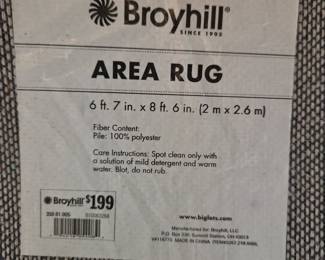 Broyhill®
SINCE 1905
AREA RUG
6 ft. 7 in. x 8 ft. 6 in. (2 m x 2.6 m)
Fiber Content:
Pile: 100% polyester
Care Instructions: Spot clean only with
a solution of mild detergent and warm
water. Blot, do not rub.
Broyhill $199
www.biglots.com
Manufactured for: Broyhill, LLC
MADE IN CHINA